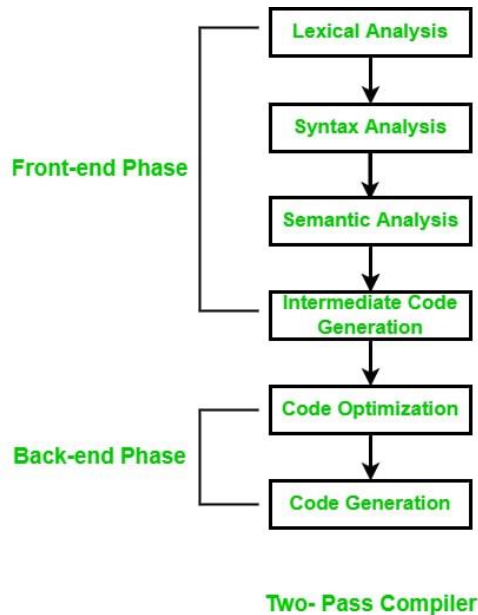 Lexical Analysis
Syntax Analysis
Front-end Phase
Semantic Analysis
Intermediate Code
Generation
Code Optimization
Back-end Phase
Code Generation
Two- Pass Compiler